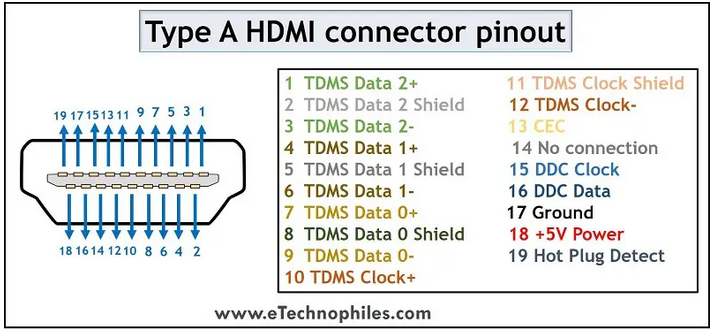 Type A HDMI connector pinout
19 17 15 13 11 9 7 5 3 1
18 16 14 12 10 8 6 4 2
1 TDMS Data 2+
2 TDMS Data 2 Shield
3 TDMS Data 2-
4 TDMS Data 1+
5 TDMS Data 1 Shield
6 TDMS Data 1-
7 TDMS Data 0+
8 TDMS Data 0 Shield
9 TDMS Data 0-
10 TDMS Clock+
11 TDMS Clock Shield
12 TDMS Clock-
13 CEC
14 No connection
15 DDC Clock
16 DDC Data
17 Ground
18 +5V Power
19 Hot Plug Detect
www.eTechnophiles.com